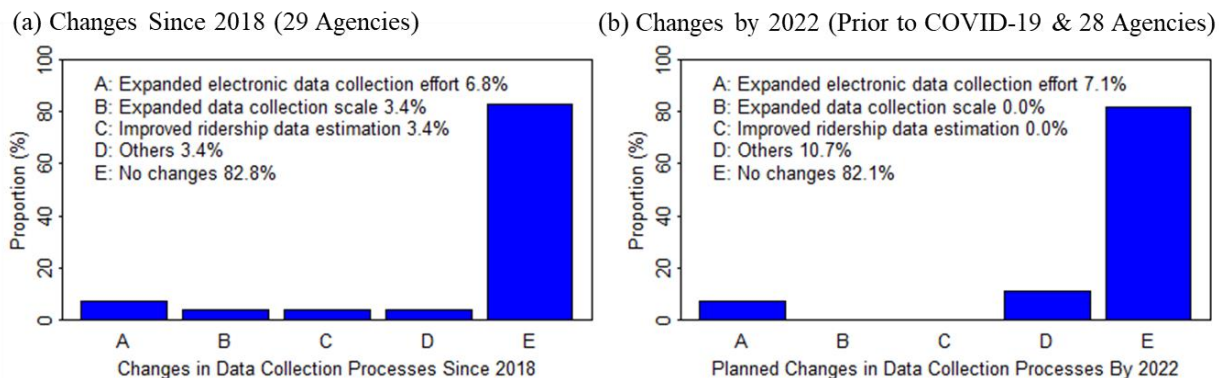 (a) Changes Since 2018 (29 Agencies)
100
80
60
40
20
0
Proportion (%)
A: Expanded electronic data collection effort 6.8%
B: Expanded data collection scale 3.4%
C: Improved ridership data estimation 3.4%
D: Others 3.4%
E: No changes 82.8%
A B C D E
Changes in Data Collection Processes Since 2018
(b) Changes by 2022 (Prior to COVID-19 & 28 Agencies)
100
80
60
40
20
0
Proportion (%)
A: Expanded electronic data collection effort 7.1%
B: Expanded data collection scale 0.0%
C: Improved ridership data estimation 0.0%
D: Others 10.7%
E: No changes 82.1%
A B C D E
Planned Changes in Data Collection Processes By 2022